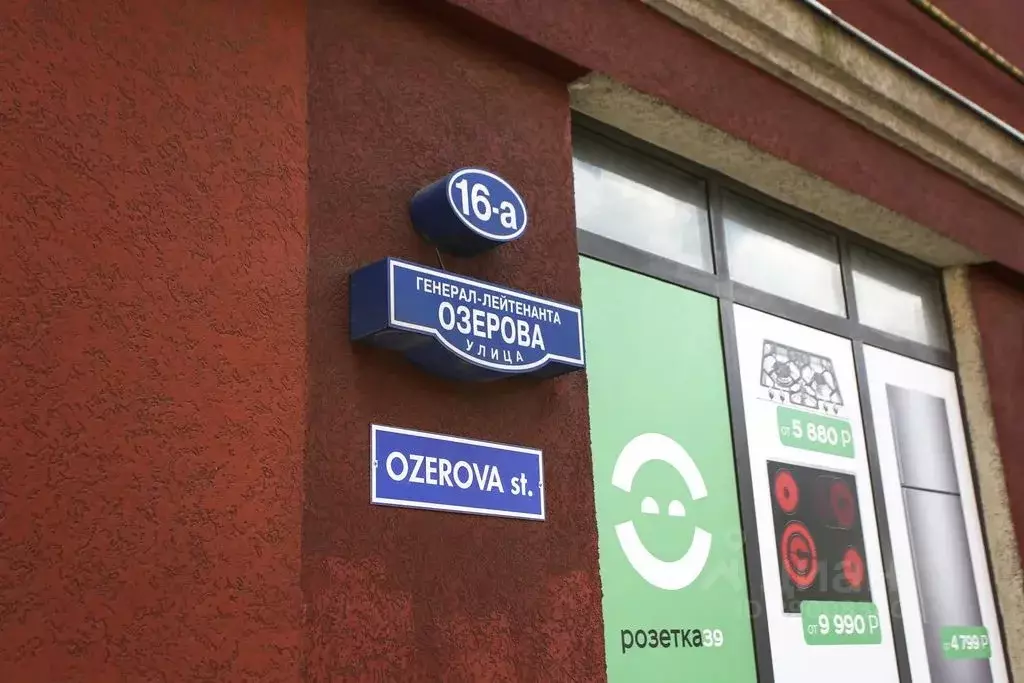 16-а
ГЕНЕРАЛ-ЛЕЙТЕНАНТА
ОЗЕРОВА
УЛИЦА
OZEROVA st.
от 5 880 Р
от 9 990 Р
от 4 799 Р
розетка39